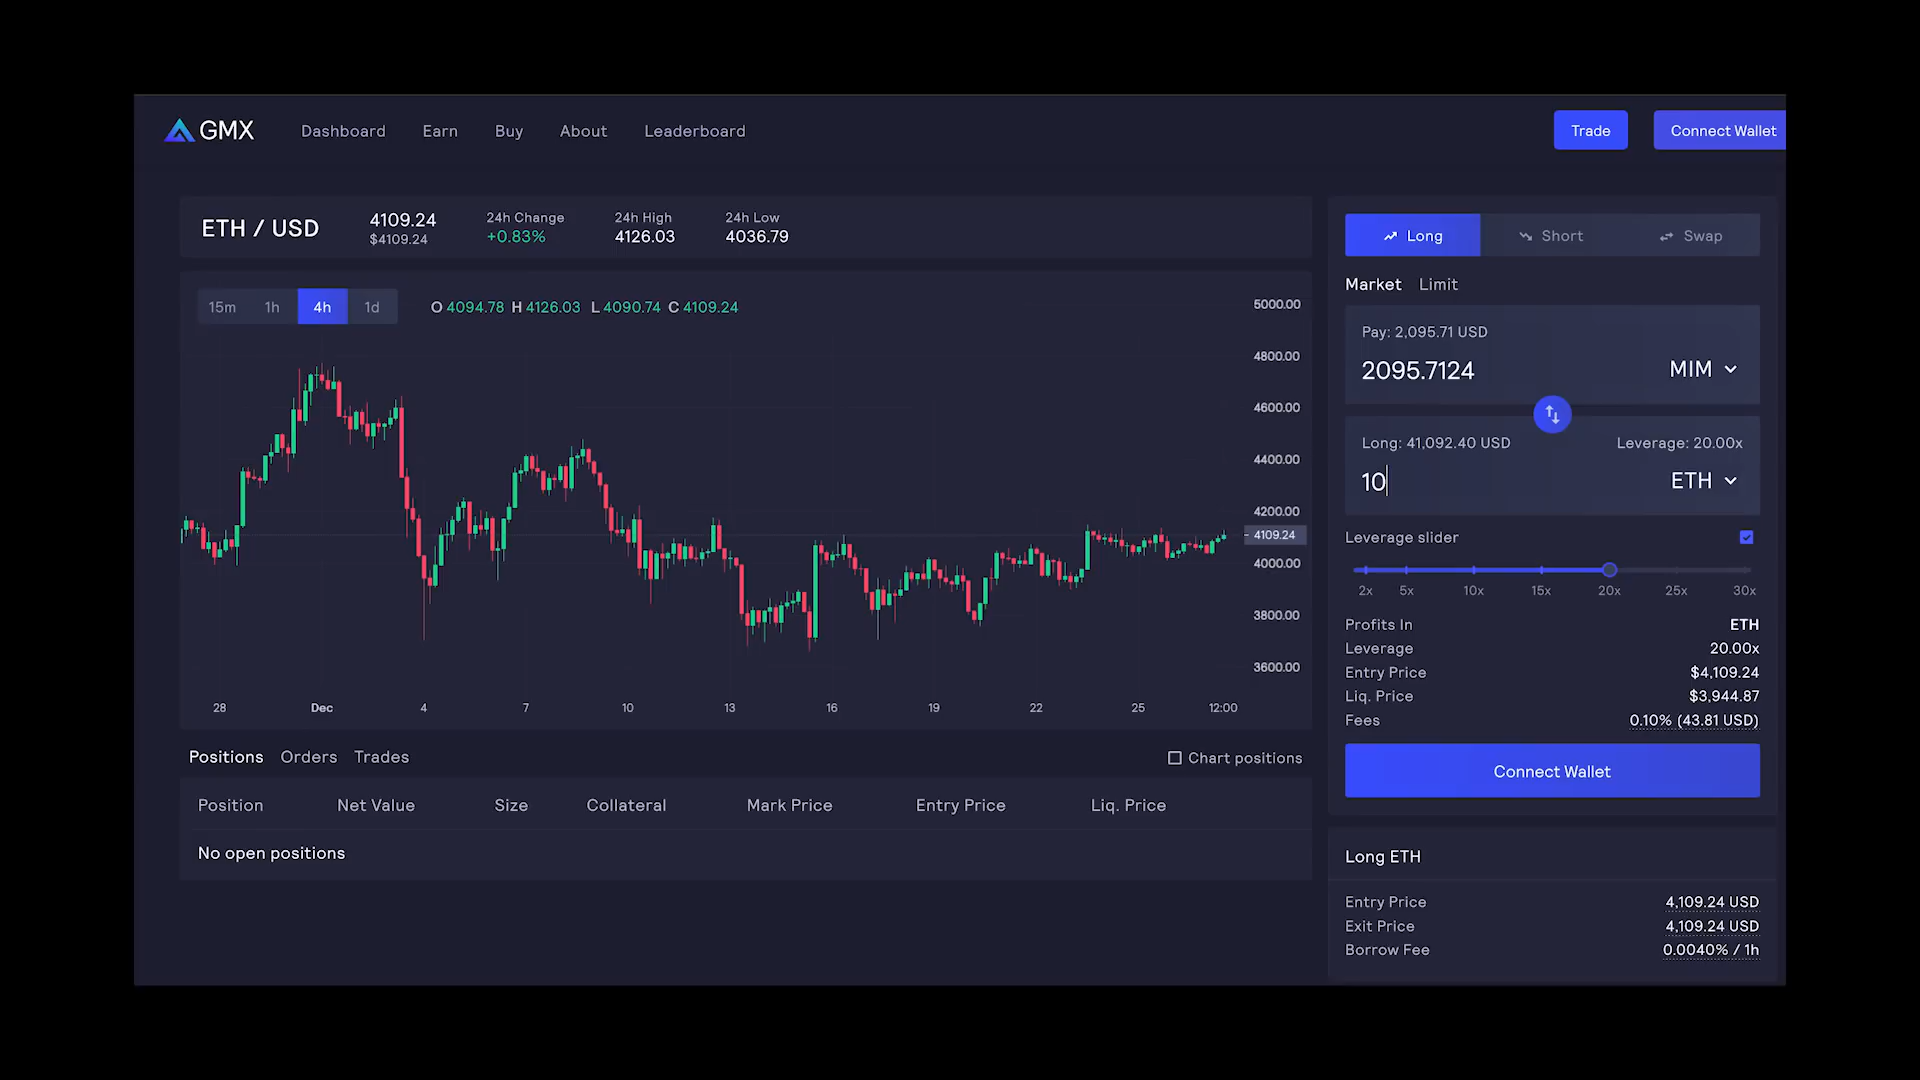 GMX Dashboard Earn Buy About Leaderboard Trade Connect Wallet
ETH / USD
4109.24
$4109.24
24h Change
+0.83%
24h High
4126.03
24h Low
4036.79
15m 1h 4h 1d
O 4094.78 H 4126.03 L 4090.74 C 4109.24
5000.00
4800.00
4600.00
4400.00
4200.00
4109.24
4000.00
3800.00
3600.00
28 Dec 4 7 10 13 16 19 22 25 12:00
Positions Orders Trades
Chart positions
Position Net Value Size Collateral Mark Price Entry Price Liq. Price
No open positions
Long Short Swap
Market Limit
Pay: 2,095.71 USD
2095.7124 MIM
Long: 41,092.40 USD Leverage: 20.00x
10 ETH
Leverage slider
2x 5x 10x 15x 20x 25x 30x
Profits In ETH
Leverage 20.00x
Entry Price $4,109.24
Liq. Price $3,944.87
Fees 0.10% (43.81 USD)
Connect Wallet
Long ETH
Entry Price 4,109.24 USD
Exit Price 4,109.24 USD
Borrow Fee 0.0040% / 1h